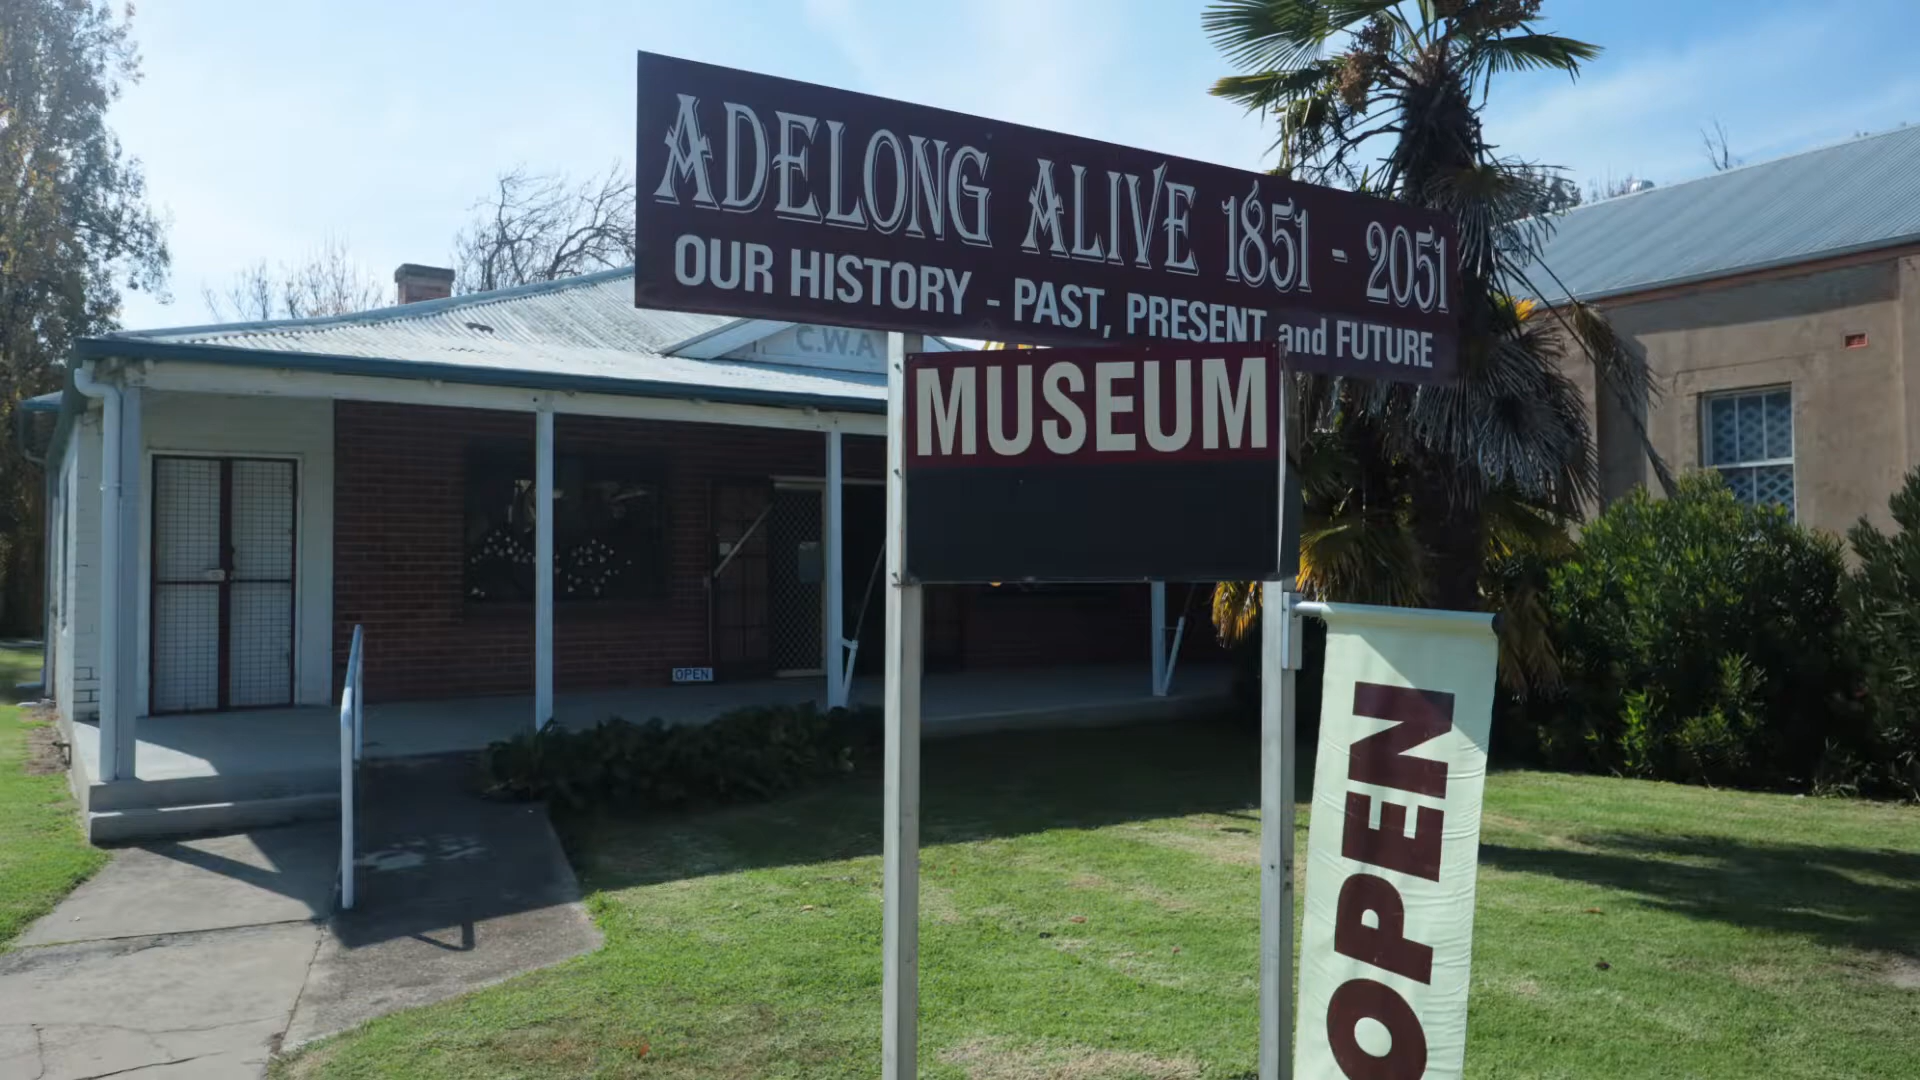 ADELONG ALIVE 1851 - 2051
OUR HISTORY - PAST, PRESENT and FUTURE
C.W.A
MUSEUM
OPEN
OPEN